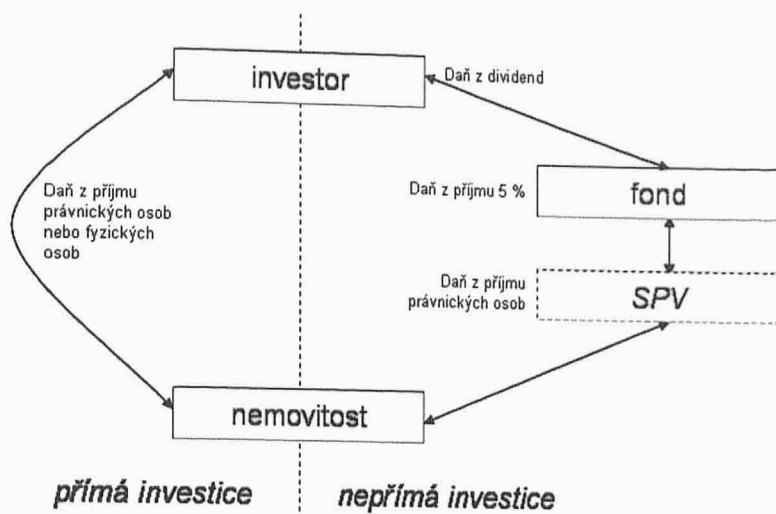 investor
Daň z dividend
Daň z příjmu
právnických osob
nebo fyzických
osob
Daň z příjmu 5 %
fond
Daň z příjmu
právnických osob
SPV
nemovitost
přímá investice
nepřímá investice